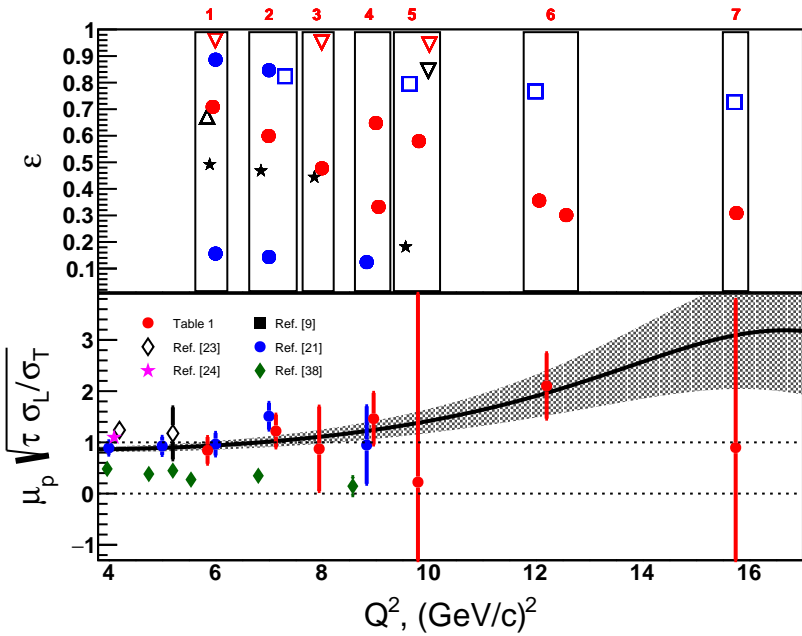 1 2 3 4 5 6 7
ε
1
0.9
0.8
0.7
0.6
0.5
0.4
0.3
0.2
0.1
μp √τ σL/σT
3
2
1
0
−1
Table 1 Ref. [9]
Ref. [23] Ref. [21]
Ref. [24] Ref. [38]
4 6 8 10 12 14 16
Q², (GeV/c)²